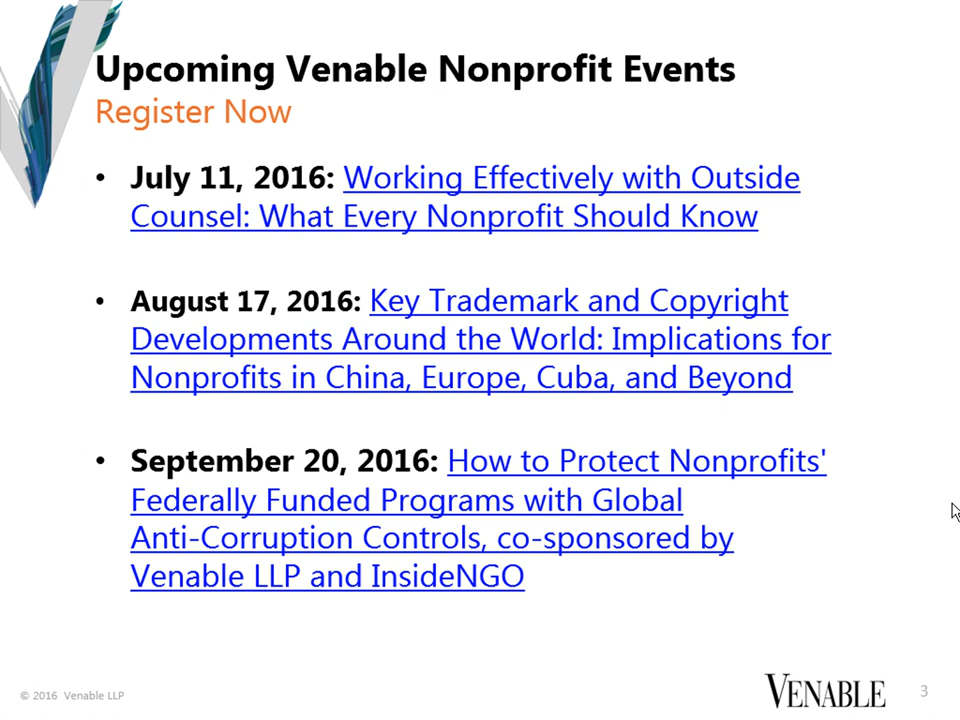 Upcoming Venable Nonprofit Events
Register Now
• July 11, 2016: Working Effectively with Outside
Counsel: What Every Nonprofit Should Know
• August 17, 2016: Key Trademark and Copyright
Developments Around the World: Implications for
Nonprofits in China, Europe, Cuba, and Beyond
• September 20, 2016: How to Protect Nonprofits'
Federally Funded Programs with Global
Anti-Corruption Controls, co-sponsored by
Venable LLP and InsideNGO
© 2016 Venable LLP
VENABLE
3